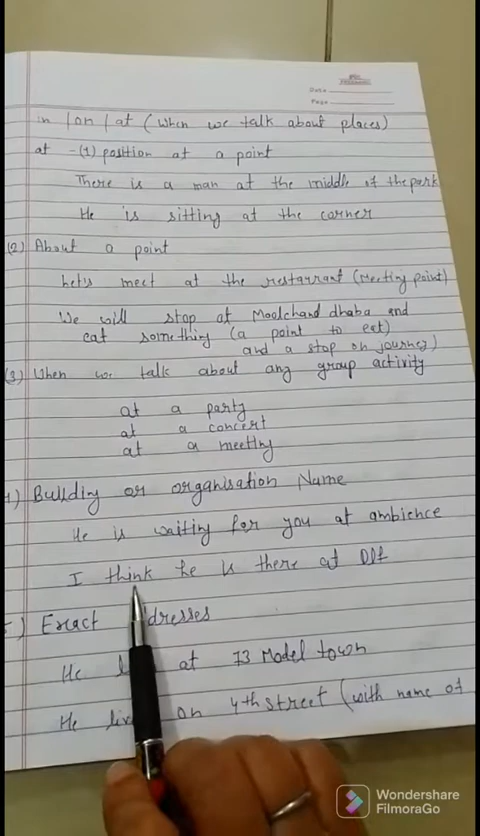 Date
Page
in /on / at (when we talk about places)
at -(1) position at a point
There is a man at the middle of the park
He is sitting at the corner
(2) About a point
Let's meet at the restarrant (Meeting point)
We will stop at Moolchand dhaba and
eat something (a point to eat)
and a stop on journey)
(3) When we talk about any group activity
at a party
at a concert
at a meeting
Building or organisation Name
He is waiting for you at ambience
I think he is there at Dlf
Exact ddresses
He at 73 Model town
He on 4th street (with name of
Wondershare
FilmoraGo